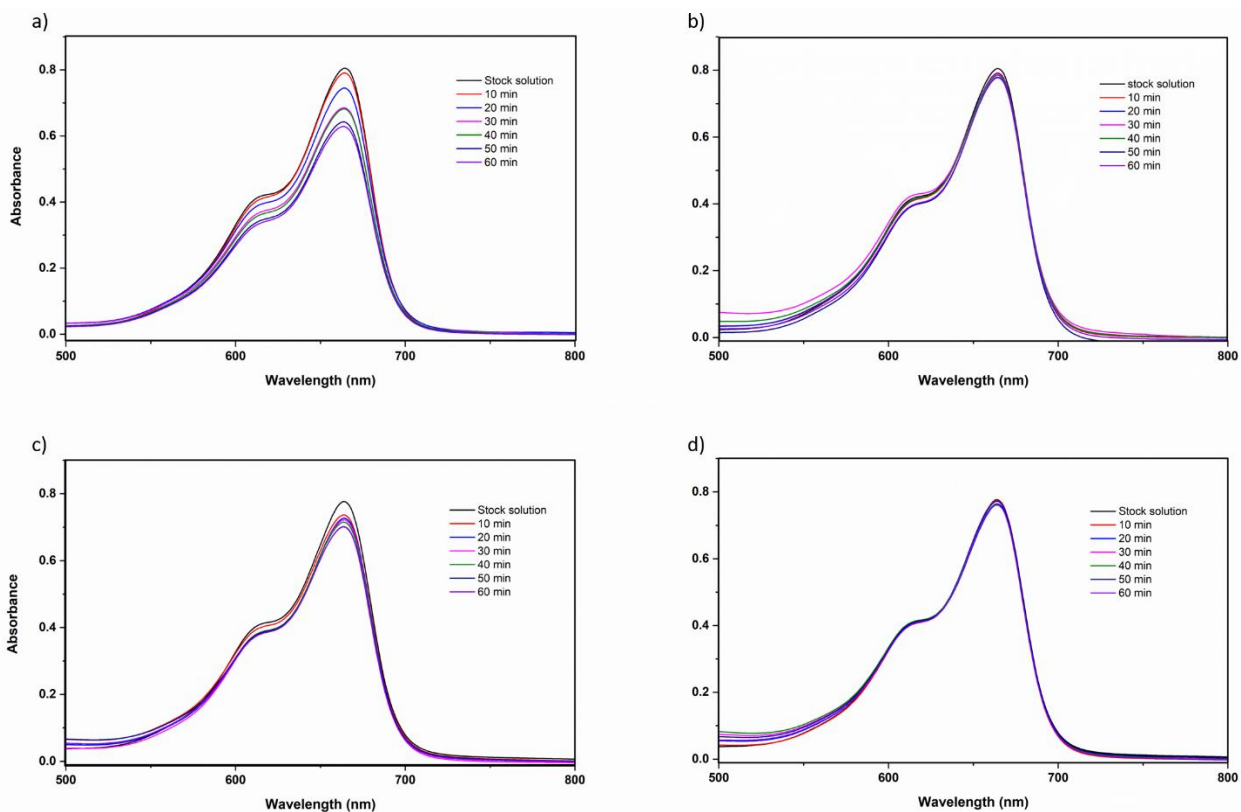 a)
Absorbance
0.8
0.6
0.4
0.2
0.0
500
600
700
800
Wavelength (nm)
Stock solution
10 min
20 min
30 min
40 min
50 min
60 min
b)
0.8
0.6
0.4
0.2
0.0
500
600
700
800
Wavelength (nm)
stock solution
10 min
20 min
30 min
40 min
50 min
60 min
c)
Absorbance
0.8
0.6
0.4
0.2
0.0
500
600
700
800
Wavelength (nm)
Stock solution
10 min
20 min
30 min
40 min
50 min
60 min
d)
0.8
0.6
0.4
0.2
0.0
500
600
700
800
Wavelength (nm)
Stock solution
10 min
20 min
30 min
40 min
50 min
60 min